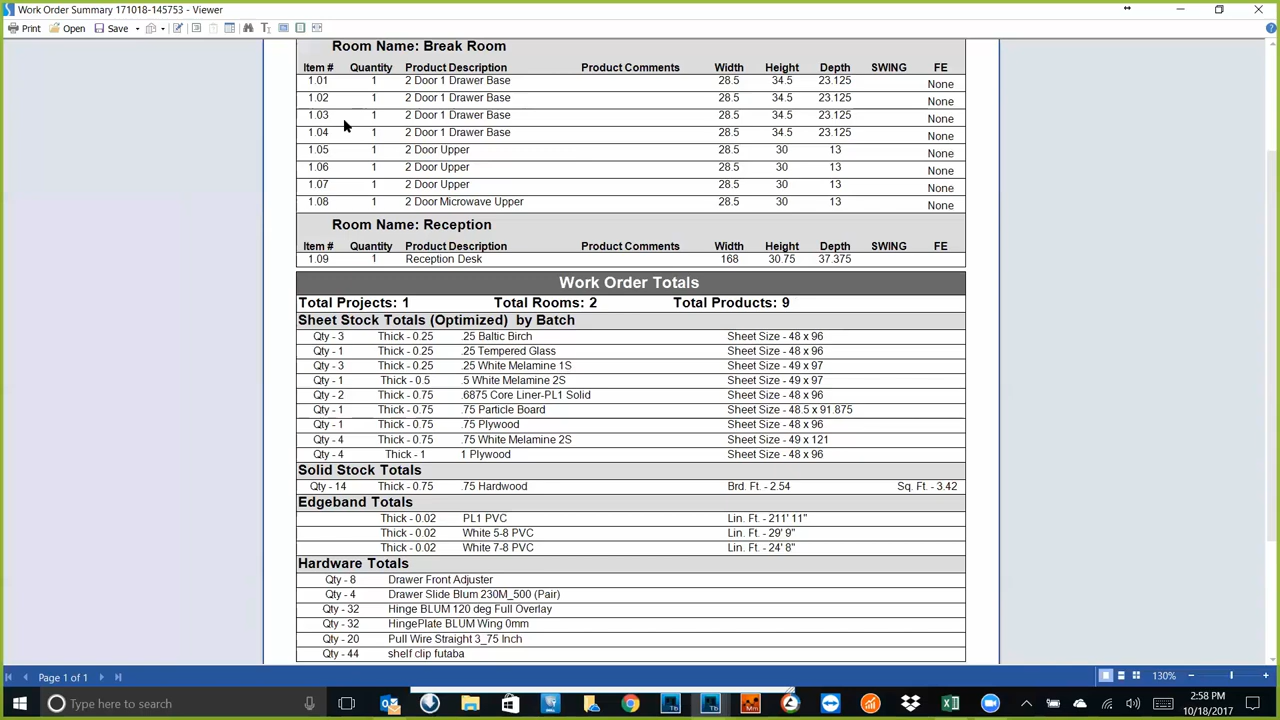 Work Order Summary 171018-145753 - Viewer
Print Open Save
Room Name: Break Room
Item # Quantity Product Description Product Comments Width Height Depth SWING FE
1.01 1 2 Door 1 Drawer Base 28.5 34.5 23.125 None
1.02 1 2 Door 1 Drawer Base 28.5 34.5 23.125 None
1.03 1 2 Door 1 Drawer Base 28.5 34.5 23.125 None
1.04 1 2 Door 1 Drawer Base 28.5 34.5 23.125 None
1.05 1 2 Door Upper 28.5 30 13 None
1.06 1 2 Door Upper 28.5 30 13 None
1.07 1 2 Door Upper 28.5 30 13 None
1.08 1 2 Door Microwave Upper 28.5 30 13 None
Room Name: Reception
Item # Quantity Product Description Product Comments Width Height Depth SWING FE
1.09 1 Reception Desk 168 30.75 37.375
Work Order Totals
Total Projects: 1 Total Rooms: 2 Total Products: 9
Sheet Stock Totals (Optimized) by Batch
Qty - 3 Thick - 0.25 .25 Baltic Birch Sheet Size - 48 x 96
Qty - 1 Thick - 0.25 .25 Tempered Glass Sheet Size - 48 x 96
Qty - 3 Thick - 0.25 .25 White Melamine 1S Sheet Size - 49 x 97
Qty - 1 Thick - 0.5 .5 White Melamine 2S Sheet Size - 49 x 97
Qty - 2 Thick - 0.75 .6875 Core Liner-PL1 Solid Sheet Size - 48 x 96
Qty - 1 Thick - 0.75 .75 Particle Board Sheet Size - 48.5 x 91.875
Qty - 1 Thick - 0.75 .75 Plywood Sheet Size - 48 x 96
Qty - 4 Thick - 0.75 .75 White Melamine 2S Sheet Size - 49 x 121
Qty - 4 Thick - 1 1 Plywood Sheet Size - 48 x 96
Solid Stock Totals
Qty - 14 Thick - 0.75 .75 Hardwood Brd. Ft. - 2.54 Sq. Ft. - 3.42
Edgeband Totals
Thick - 0.02 PL1 PVC Lin. Ft. - 211' 11"
Thick - 0.02 White 5-8 PVC Lin. Ft. - 29' 9"
Thick - 0.02 White 7-8 PVC Lin. Ft. - 24' 8"
Hardware Totals
Qty - 8 Drawer Front Adjuster
Qty - 4 Drawer Slide Blum 230M_500 (Pair)
Qty - 32 Hinge BLUM 120 deg Full Overlay
Qty - 32 HingePlate BLUM Wing 0mm
Qty - 20 Pull Wire Straight 3_75 Inch
Qty - 44 shelf clip futaba
Page 1 of 1 130%
Type here to search
2:58 PM
10/18/2017